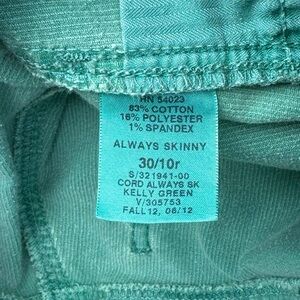 RN 54023
83% COTTON
16% POLYESTER
1% SPANDEX
ALWAYS SKINNY
30/10r
S/321941-00
CORD ALWAYS SK
KELLY GREEN
V/305753
FALL12, 06/12